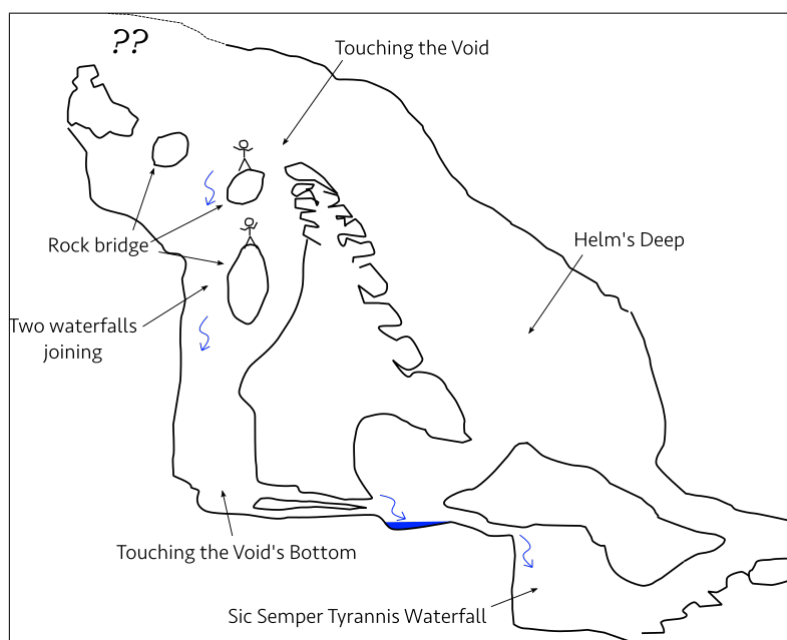 ??
Touching the Void
Rock bridge
Helm's Deep
Two waterfalls
joining
Touching the Void's Bottom
Sic Semper Tyrannis Waterfall